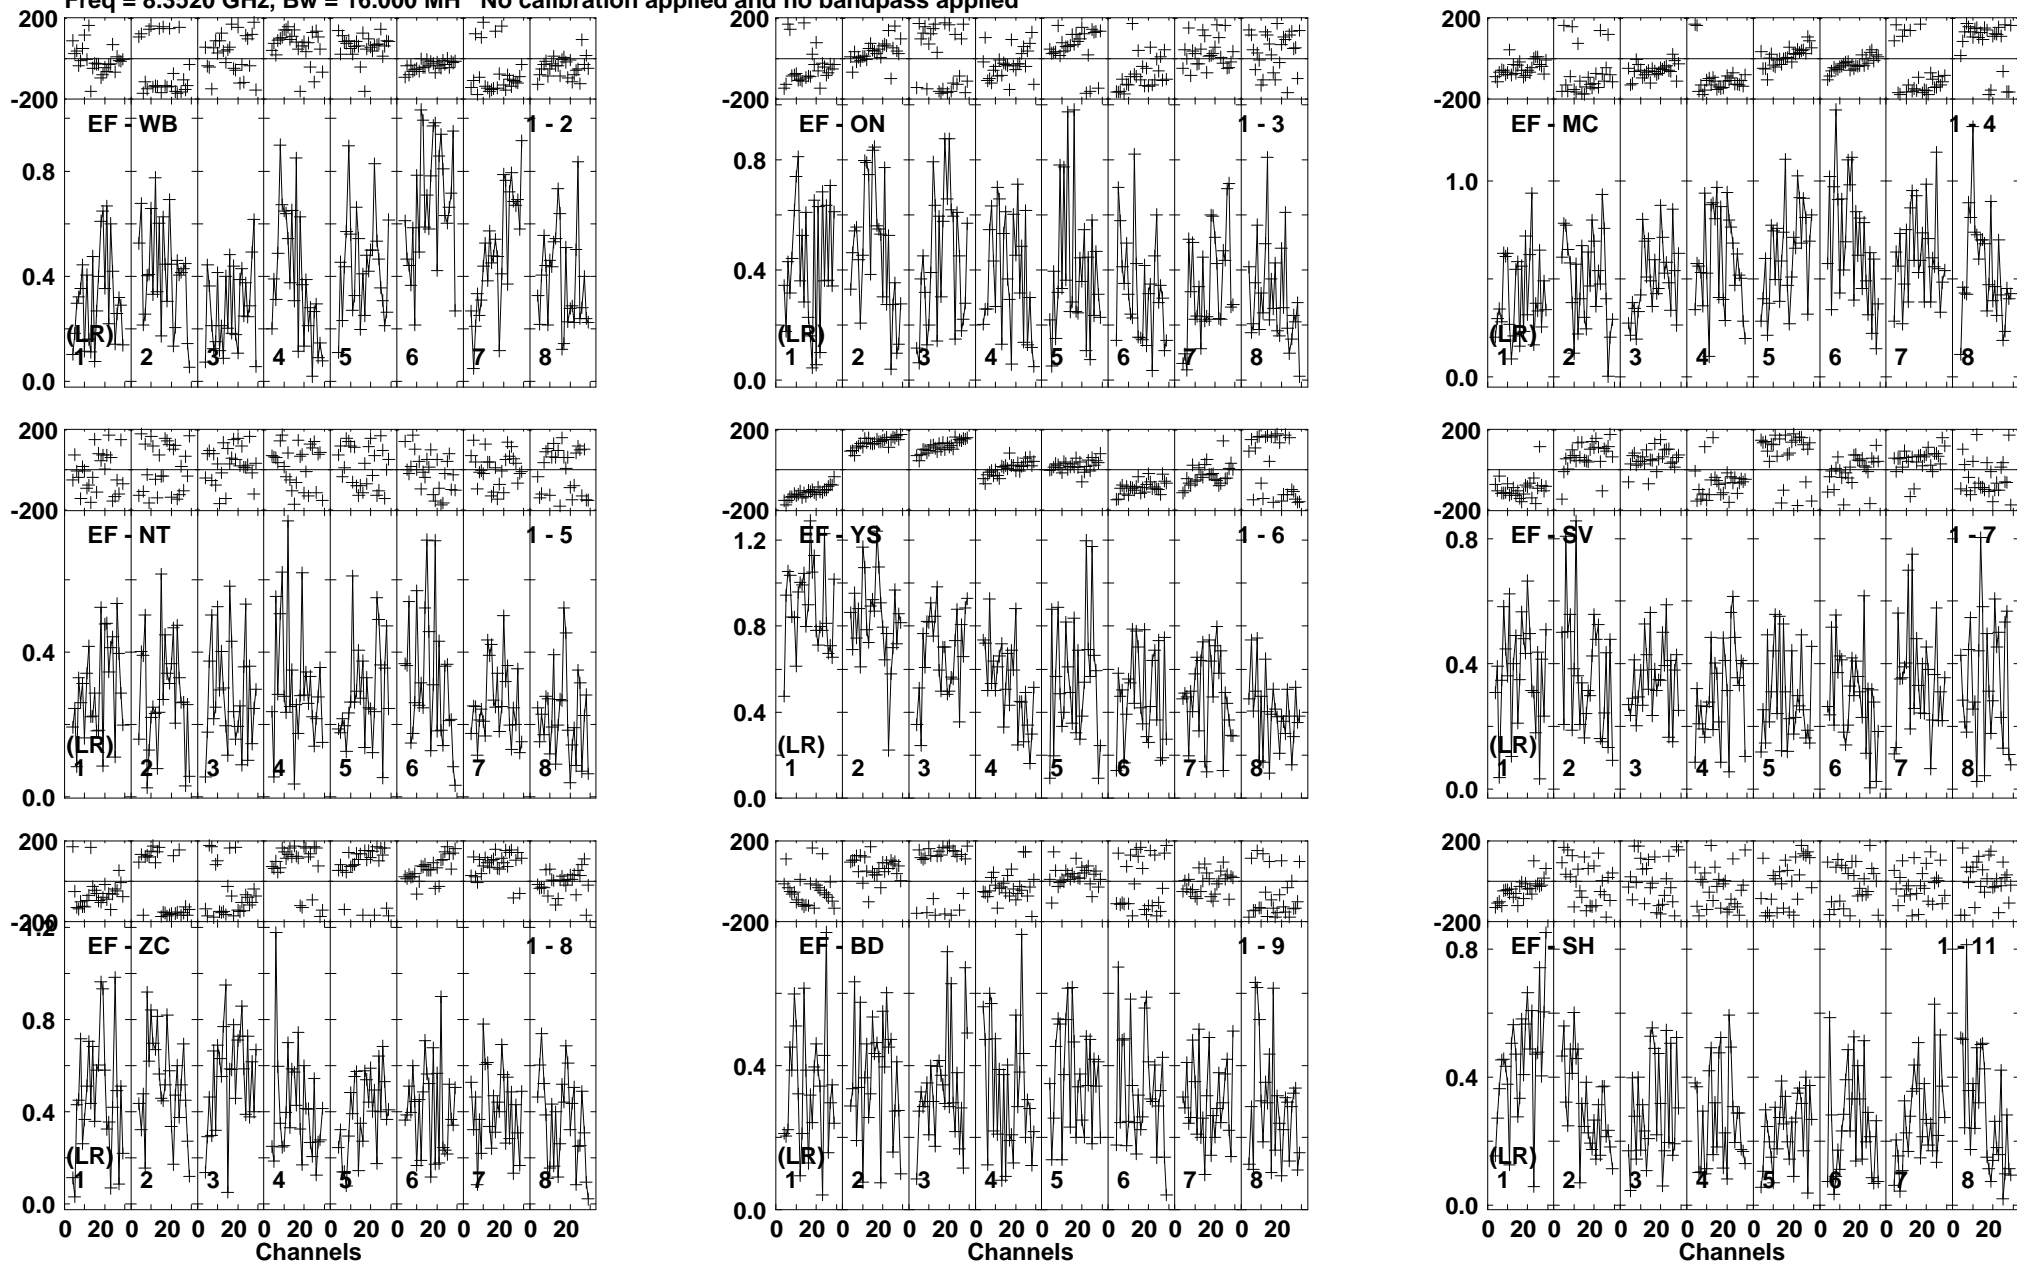 Freq = 8.3520 GHz, Bw = 16.000 MH No calibration applied and no bandpass applied
200
-200
EF - WB 1 - 2
0.8
0.4
0.0
(LR)
1 2 3 4 5 6 7 8
200
-200
EF - ON 1 - 3
0.8
0.4
0.0
(LR)
1 2 3 4 5 6 7 8
200
-200
EF - MC 1 - 4
1.0
0.0
(LR)
1 2 3 4 5 6 7 8
200
-200
EF - NT 1 - 5
0.4
0.0
(LR)
1 2 3 4 5 6 7 8
200
-200
EF - YS 1 - 6
1.2
0.8
0.4
0.0
(LR)
1 2 3 4 5 6 7 8
200
-200
EF - SV 1 - 7
0.8
0.4
0.0
(LR)
1 2 3 4 5 6 7 8
200
-200
1.2
EF - ZC 1 - 8
0.8
0.4
0.0
(LR)
1 2 3 4 5 6 7 8
0 20 0 20 0 20 0 20 0 20 0 20 0 20 0 20
Channels
200
-200
EF - BD 1 - 9
0.4
0.0
(LR)
1 2 3 4 5 6 7 8
0 20 0 20 0 20 0 20 0 20 0 20 0 20 0 20
Channels
200
-200
EF - SH 1 - 11
0.8
0.4
0.0
(LR)
1 2 3 4 5 6 7 8
0 20 0 20 0 20 0 20 0 20 0 20 0 20 0 20
Channels